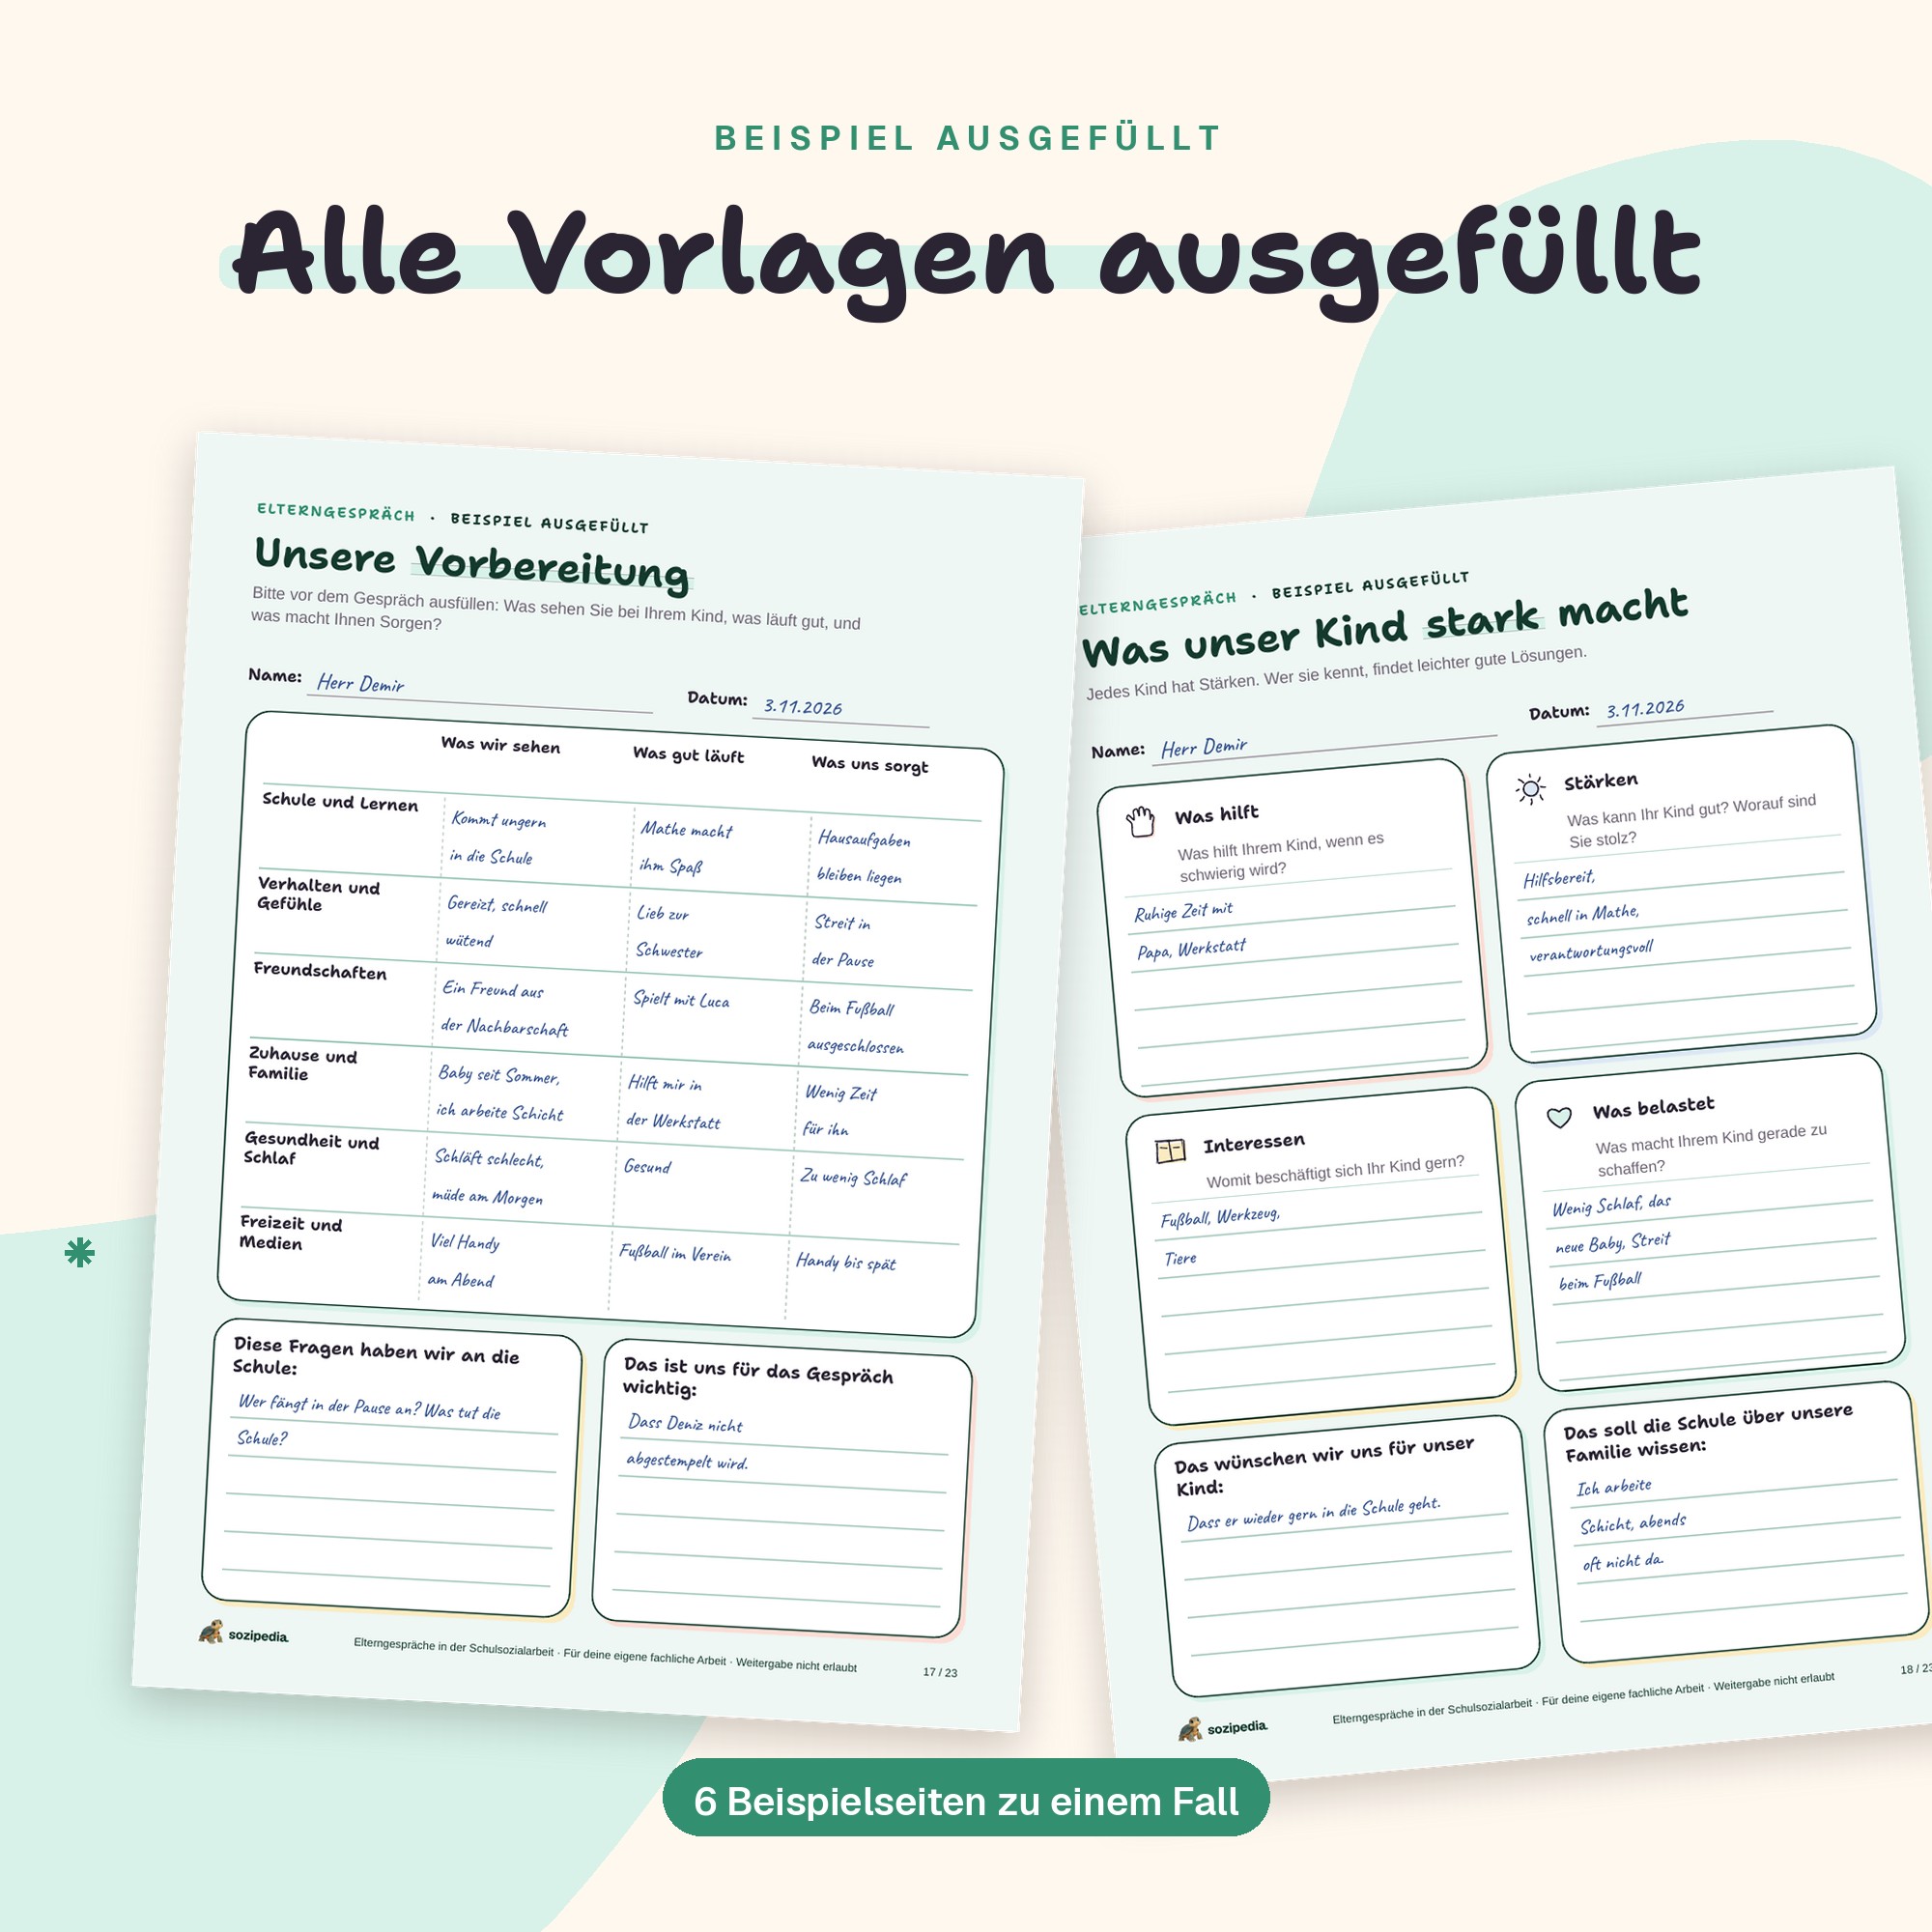 BEISPIEL AUSGEFÜLLT
Alle Vorlagen ausgefüllt
ELTERNGESPRÄCH · BEISPIEL AUSGEFÜLLT
Unsere Vorbereitung
Bitte vor dem Gespräch ausfüllen: Was sehen Sie bei Ihrem Kind, was läuft gut, und
was macht Ihnen Sorgen?
Name: Herr Demir Datum: 3.11.2026
Was wir sehen Was gut läuft Was uns sorgt
Schule und Lernen
Kommt ungern
in die Schule
Mathe macht
ihm Spaß
Hausaufgaben
bleiben liegen
Verhalten und
Gefühle
Gereizt, schnell
wütend
Lieb zur
Schwester
Streit in
der Pause
Freundschaften
Ein Freund aus
der Nachbarschaft
Spielt mit Luca
Beim Fußball
ausgeschlossen
Zuhause und
Familie
Baby seit Sommer,
ich arbeite Schicht
Hilft mir in
der Werkstatt
Wenig Zeit
für ihn
Gesundheit und
Schlaf
Schläft schlecht,
müde am Morgen
Gesund
Zu wenig Schlaf
Freizeit und
Medien
Viel Handy
am Abend
Fußball im Verein
Handy bis spät
Diese Fragen haben wir an die
Schule:
Wer fängt in der Pause an? Was tut die
Schule?
Das ist uns für das Gespräch
wichtig:
Dass Deniz nicht
abgestempelt wird.
sozipedia.
Elterngespräche in der Schulsozialarbeit · Für deine eigene fachliche Arbeit · Weitergabe nicht erlaubt
17 / 23
ELTERNGESPRÄCH · BEISPIEL AUSGEFÜLLT
Was unser Kind stark macht
Jedes Kind hat Stärken. Wer sie kennt, findet leichter gute Lösungen.
Name: Herr Demir Datum: 3.11.2026
Was hilft
Was hilft Ihrem Kind, wenn es
schwierig wird?
Ruhige Zeit mit
Papa, Werkstatt
Stärken
Was kann Ihr Kind gut? Worauf sind
Sie stolz?
Hilfsbereit,
schnell in Mathe,
verantwortungsvoll
Interessen
Womit beschäftigt sich Ihr Kind gern?
Fußball, Werkzeug,
Tiere
Was belastet
Was macht Ihrem Kind gerade zu
schaffen?
Wenig Schlaf, das
neue Baby, Streit
beim Fußball
Das wünschen wir uns für unser
Kind:
Dass er wieder gern in die Schule geht.
Das soll die Schule über unsere
Familie wissen:
Ich arbeite
Schicht, abends
oft nicht da.
sozipedia.
Elterngespräche in der Schulsozialarbeit · Für deine eigene fachliche Arbeit · Weitergabe nicht erlaubt
18 / 23
6 Beispielseiten zu einem Fall